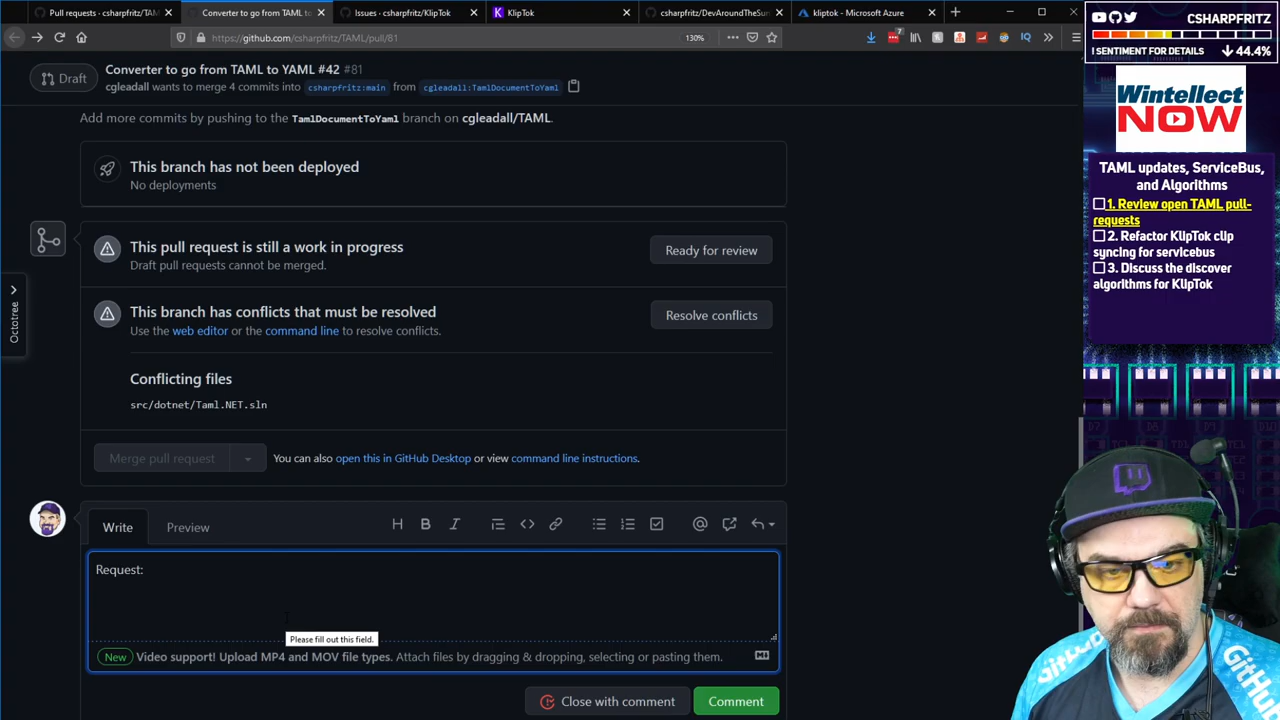 Pull requests · csharpfritz/TAM
Converter to go from TAML to
Issues · csharpfritz/KlipTok
KlipTok
csharpfritz/DevAroundTheSun
kliptok - Microsoft Azure
https://github.com/csharpfritz/TAML/pull/81
130%
7
Draft
Converter to go from TAML to YAML #42 #81
cgleadall wants to merge 4 commits into csharpfritz:main from cgleadall:TamlDocumentToYaml
Add more commits by pushing to the TamlDocumentToYaml branch on cgleadall/TAML.
This branch has not been deployed
No deployments
This pull request is still a work in progress
Draft pull requests cannot be merged.
Ready for review
This branch has conflicts that must be resolved
Use the web editor or the command line to resolve conflicts.
Resolve conflicts
Conflicting files
src/dotnet/Taml.NET.sln
Merge pull request
You can also open this in GitHub Desktop or view command line instructions.
Write
Preview
Request:
Please fill out this field.
New Video support! Upload MP4 and MOV file types. Attach files by dragging & dropping, selecting or pasting them.
Close with comment
Comment
Octotree
CSHARPFRITZ
! SENTIMENT FOR DETAILS
44.4%
Wintellect
NOW
TAML updates, ServiceBus,
and Algorithms
1. Review open TAML pull-
requests
2. Refactor KlipTok clip
syncing for servicebus
3. Discuss the discover
algorithms for KlipTok
GitHub